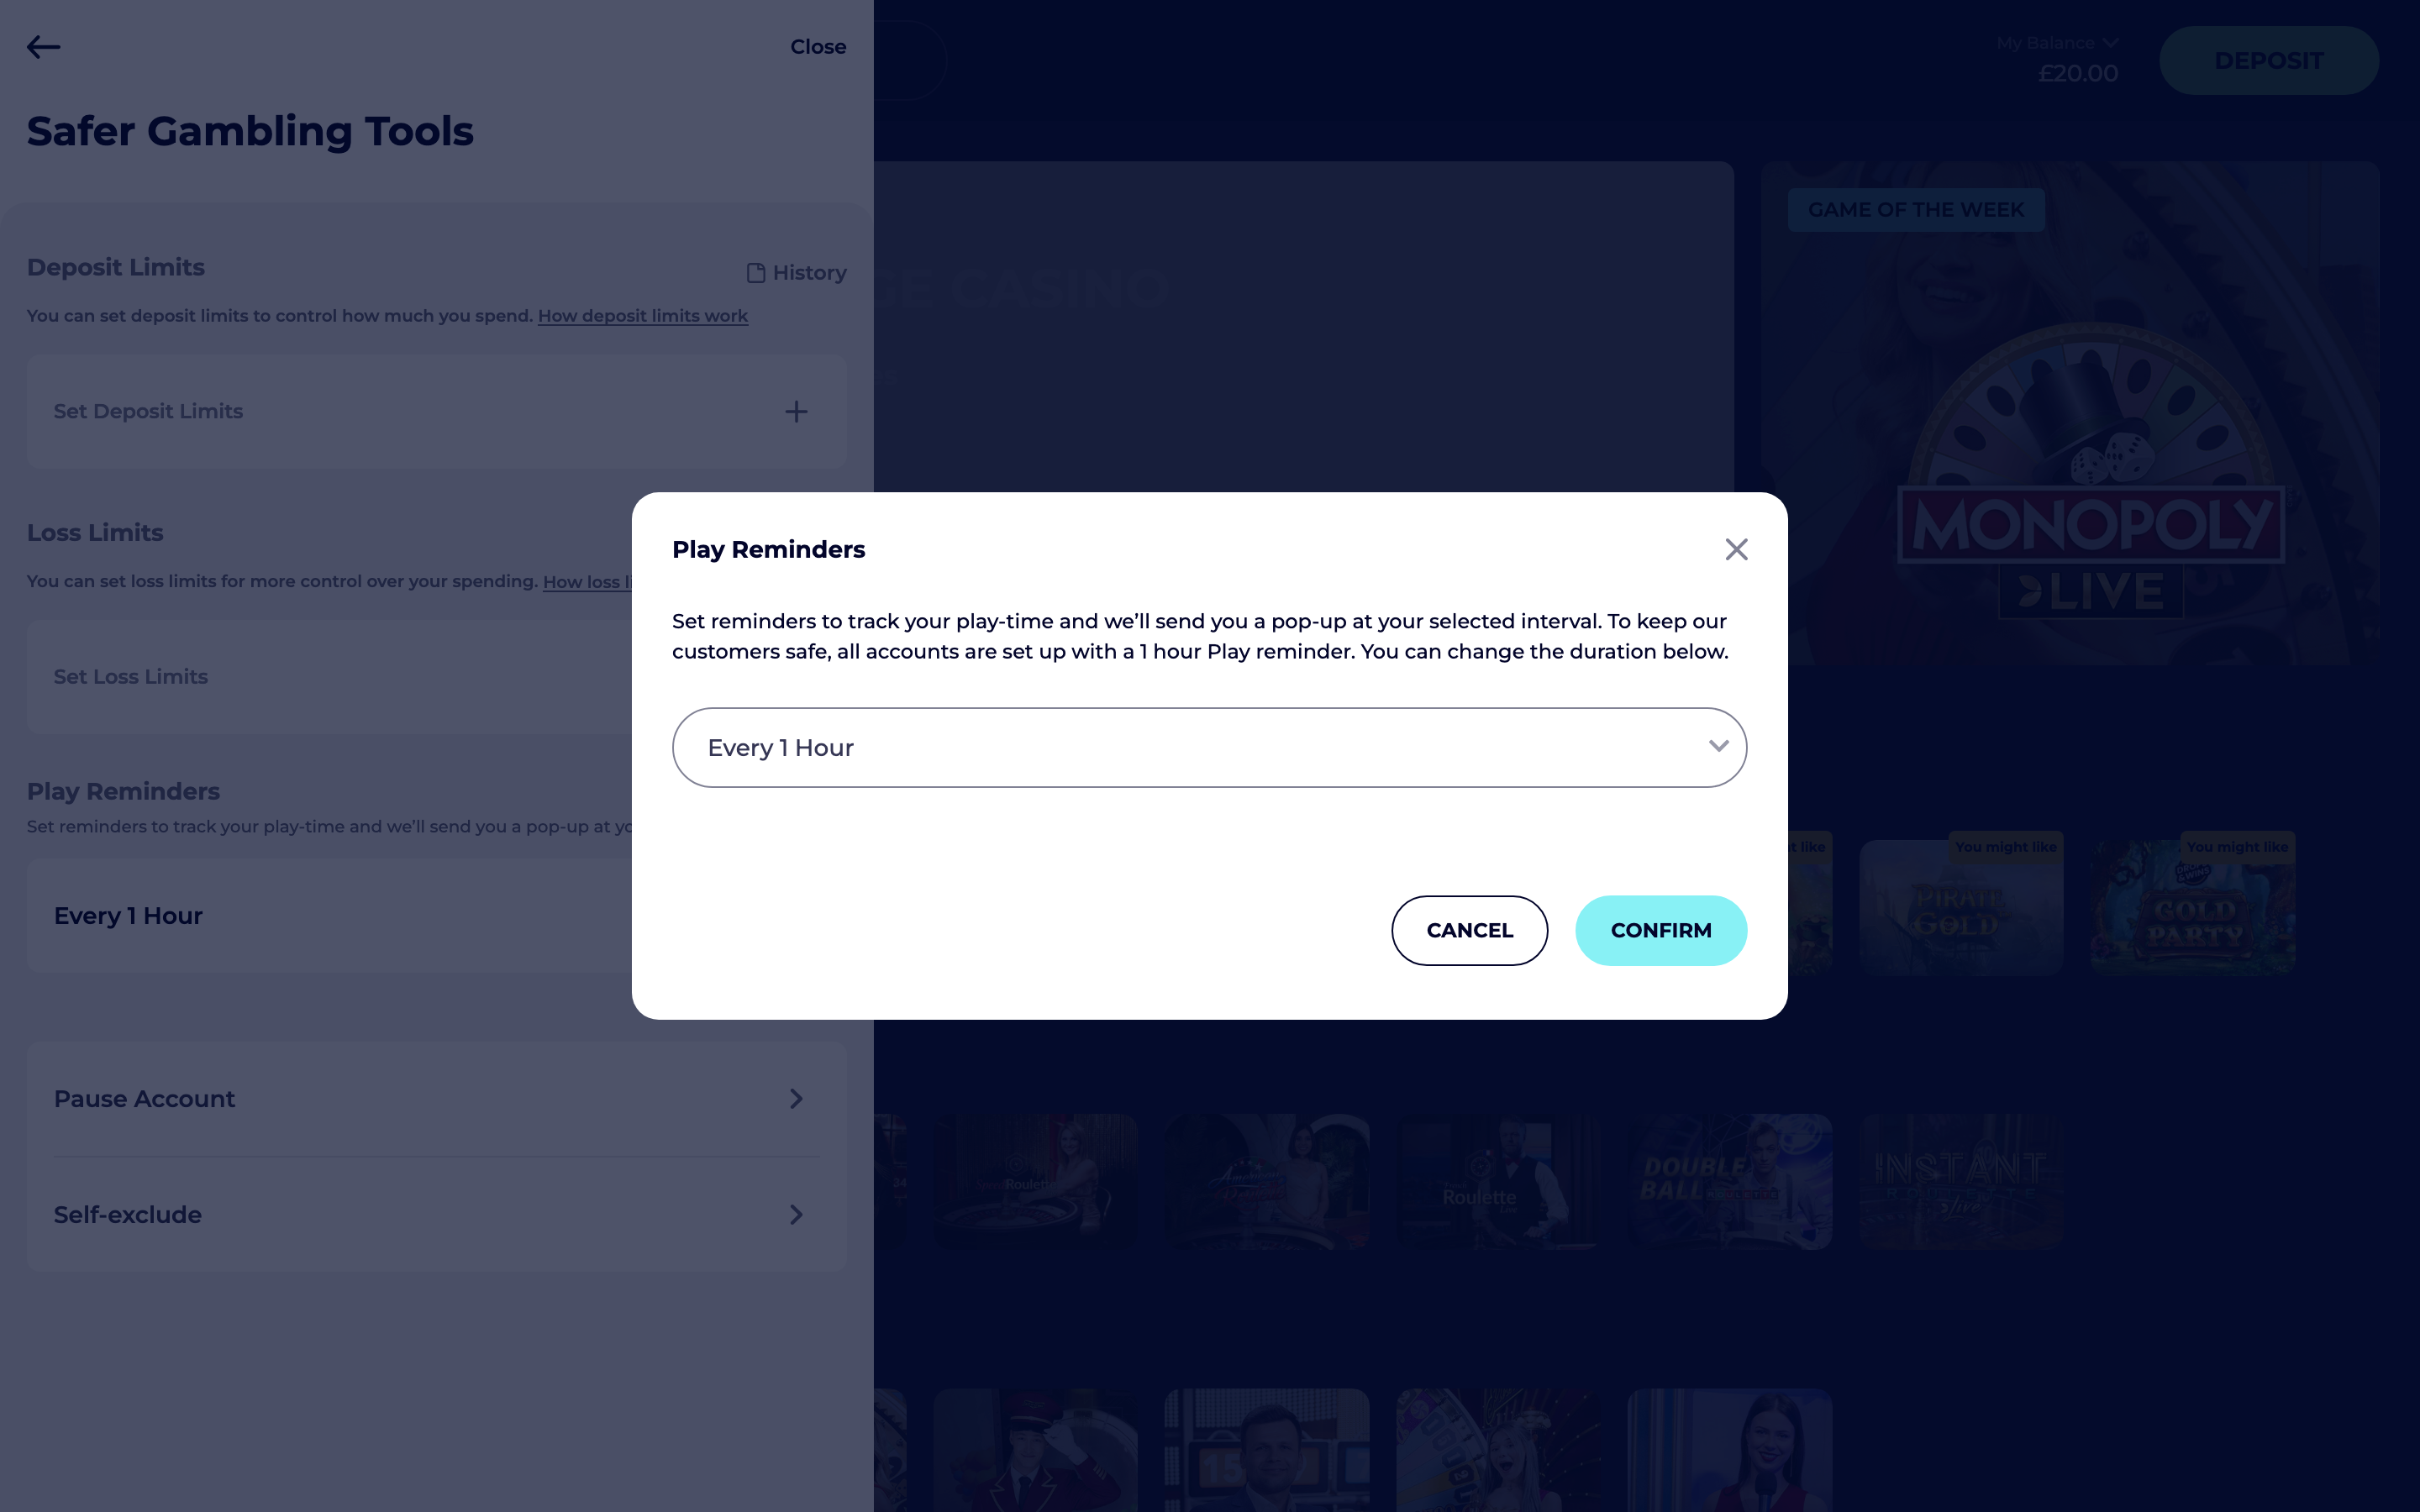 Close
Safer Gambling Tools
My Balance
£20.00
DEPOSIT
Deposit Limits
History
You can set deposit limits to control how much you spend. How deposit limits work
Set Deposit Limits
Loss Limits
You can set loss limits for more control over your spending. How loss
Set Loss Limits
Play Reminders
Set reminders to track your play-time and we’ll send you a pop-up at
Every 1 Hour
Pause Account
Self-exclude
CASINO
GAME OF THE WEEK
MONOPOLY
LIVE
Play Reminders
Set reminders to track your play-time and we’ll send you a pop-up at your selected interval. To keep our
customers safe, all accounts are set up with a 1 hour Play reminder. You can change the duration below.
Every 1 Hour
CANCEL
CONFIRM
like
You might like
You might like
PIRATE
GOLD
GOLD
PARTY
Roulette
Roulette
Live
DOUBLE
BALL
INSTANT